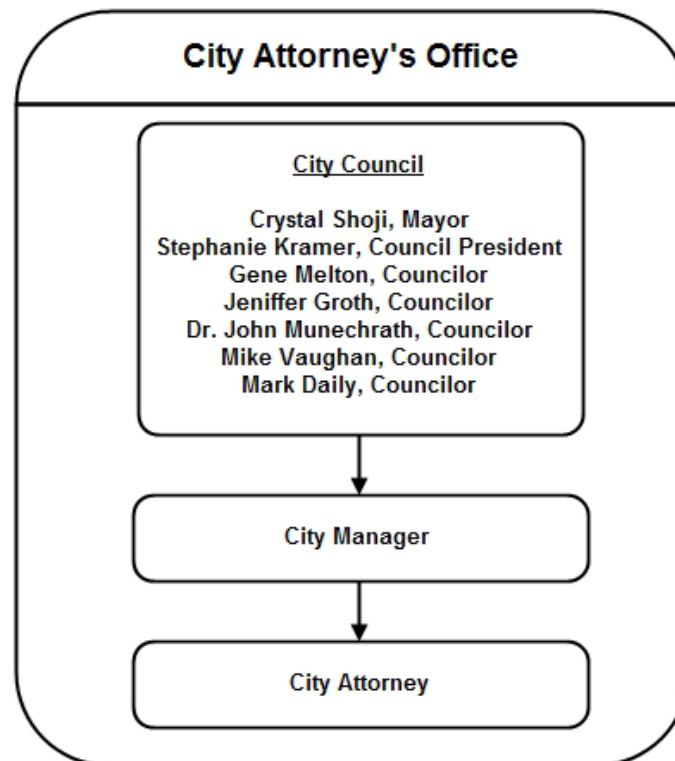 City Attorney's Office
City Council
Crystal Shoji, Mayor
Stephanie Kramer, Council President
Gene Melton, Councilor
Jeniffer Groth, Councilor
Dr. John Munechrath, Councilor
Mike Vaughan, Councilor
Mark Daily, Councilor
City Manager
City Attorney